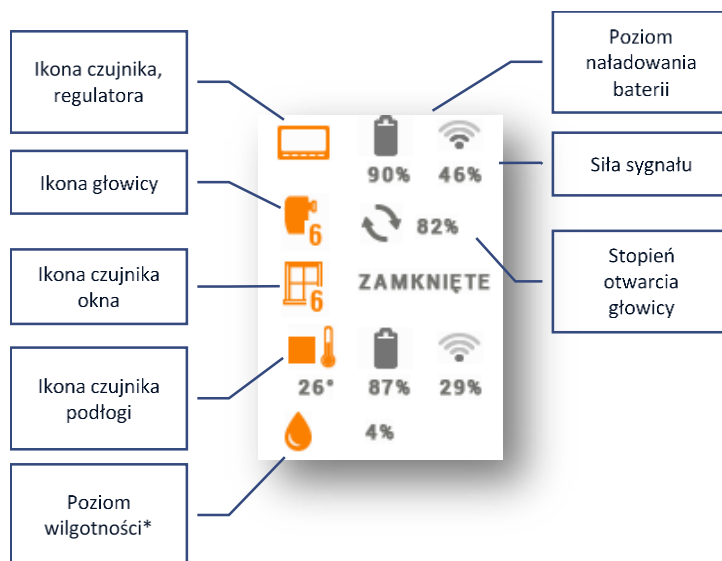 Ikona czujnika,
regulatora
Ikona głowicy
Ikona czujnika
okna
Ikona czujnika
podłogi
Poziom
wilgotności*
90% 46%
6 82%
6 ZAMKNIĘTE
26° 87% 29%
4%
Poziom
naładowania
baterii
Siła sygnału
Stopień
otwarcia
głowicy